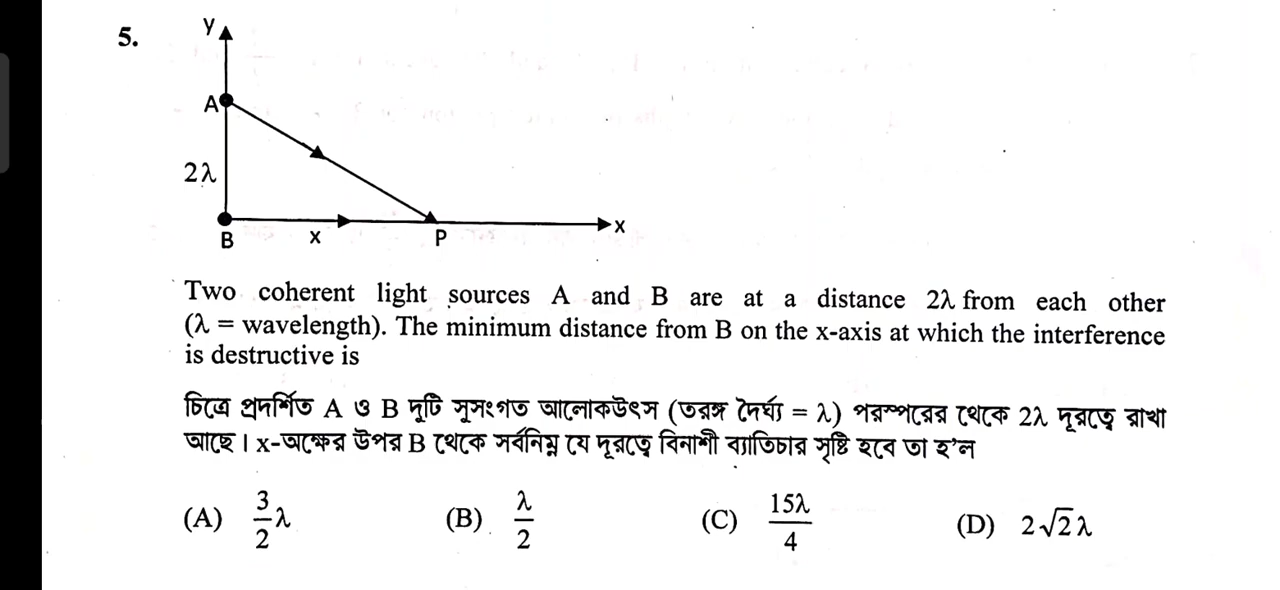 5.
Y
A
2λ
B x P x
Two coherent light sources A and B are at a distance 2λ from each other
(λ = wavelength). The minimum distance from B on the x-axis at which the interference
is destructive is
চিত্রে প্রদর্শিত A ও B দুটি সুসংগত আলোকউৎস (তরঙ্গ দৈর্ঘ্য = λ) পরস্পরের থেকে 2λ দূরত্বে রাখা
আছে। x-অক্ষের উপর B থেকে সর্বনিম্ন যে দূরত্বে বিনাশী ব্যাতিচার সৃষ্টি হবে তা হ'ল
(A) 3/2 λ (B) λ/2 (C) 15λ/4 (D) 2√2 λ